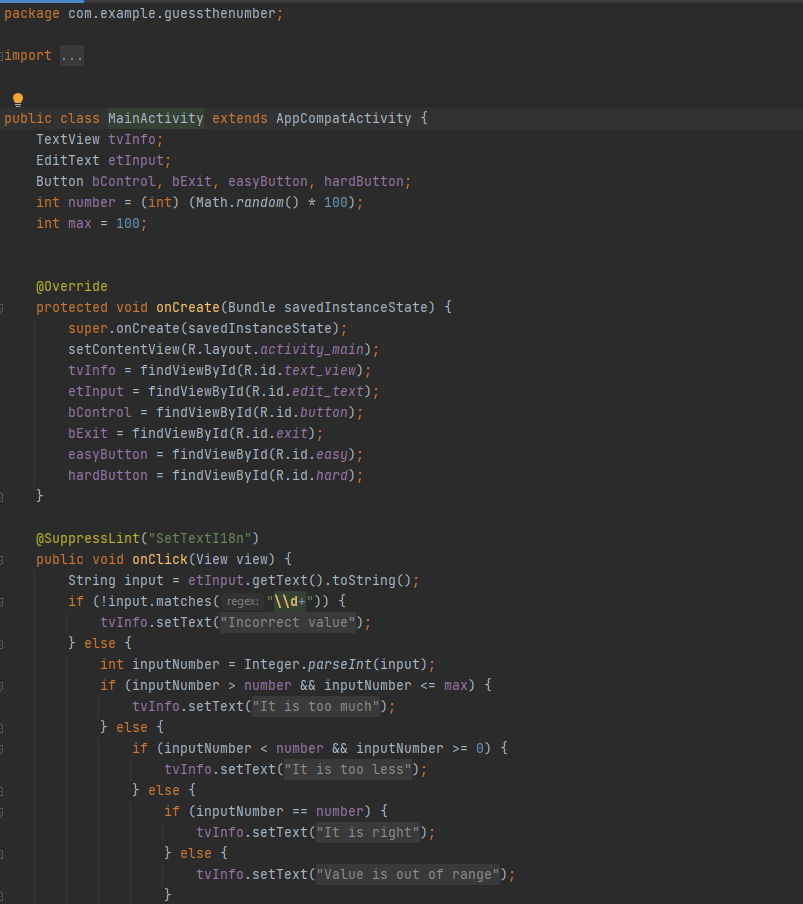 package com.example.guessthenumber;
import ...
public class MainActivity extends AppCompatActivity {
TextView tvInfo;
EditText etInput;
Button bControl, bExit, easyButton, hardButton;
int number = (int) (Math.random() * 100);
int max = 100;
@Override
protected void onCreate(Bundle savedInstanceState) {
super.onCreate(savedInstanceState);
setContentView(R.layout.activity_main);
tvInfo = findViewById(R.id.text_view);
etInput = findViewById(R.id.edit_text);
bControl = findViewById(R.id.button);
bExit = findViewById(R.id.exit);
easyButton = findViewById(R.id.easy);
hardButton = findViewById(R.id.hard);
}
@SuppressLint("SetTextI18n")
public void onClick(View view) {
String input = etInput.getText().toString();
if (!input.matches( regex: "\\d+")) {
tvInfo.setText("Incorrect value");
} else {
int inputNumber = Integer.parseInt(input);
if (inputNumber > number && inputNumber <= max) {
tvInfo.setText("It is too much");
} else {
if (inputNumber < number && inputNumber >= 0) {
tvInfo.setText("It is too less");
} else {
if (inputNumber == number) {
tvInfo.setText("It is right");
} else {
tvInfo.setText("Value is out of range");
}